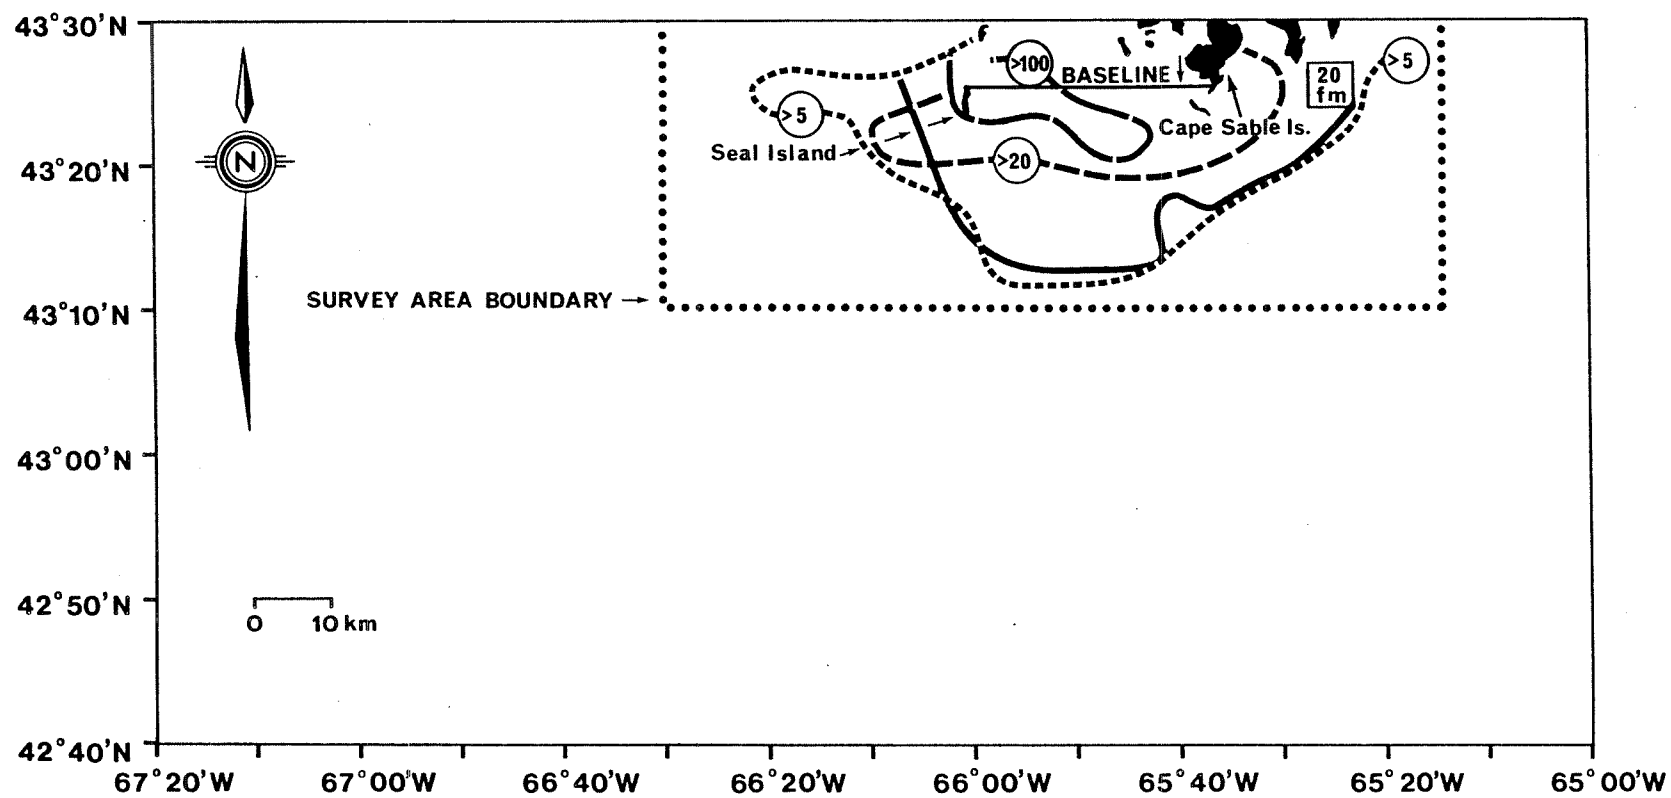 43°30'N
>100
>5
BASELINE
20
fm
>5
Cape Sable Is.
Seal Island
>20
43°20'N
N
SURVEY AREA BOUNDARY
43°10'N
43°00'N
42°50'N
0 10 km
42°40'N
67°20'W 67°00'W 66°40'W 66°20'W 66°00'W 65°40'W 65°20'W 65°00'W